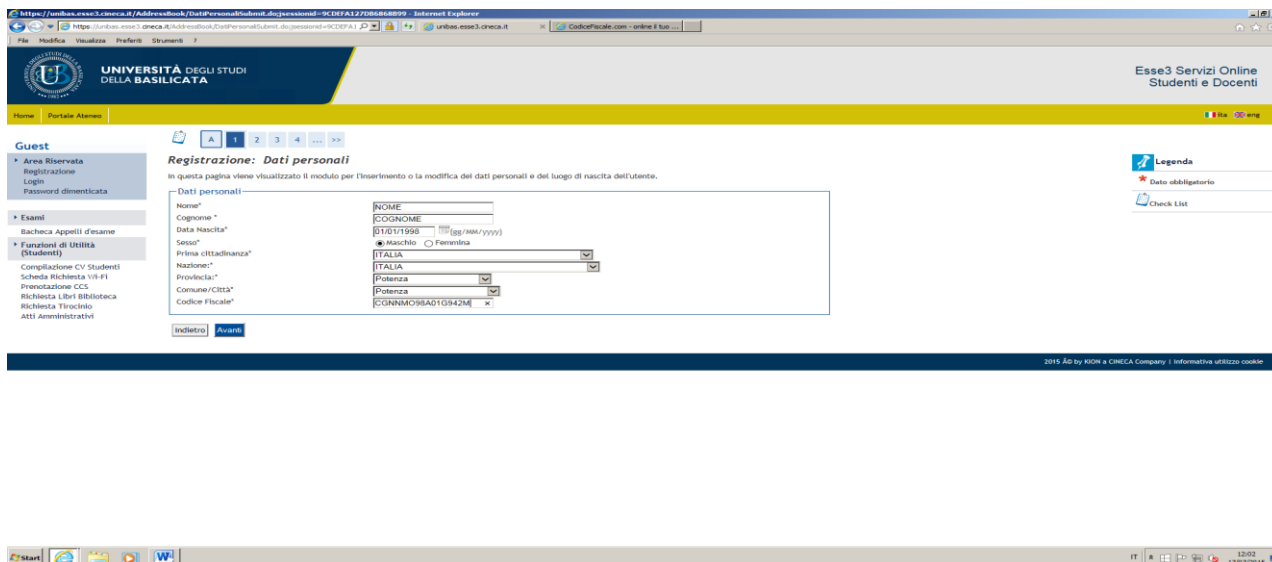 https://unibas.esse3.cineca.it/AddressBook/DatiPersonaliSubmit.do;jsessionid=9CDEFA127DB6868899 - Internet Explorer
unibas.esse3.cineca.it
CodiceFiscale.com - online il tuo ...
File Modifica Visualizza Preferiti Strumenti ?
UNIVERSITÀ DEGLI STUDI
DELLA BASILICATA
Esse3 Servizi Online
Studenti e Docenti
Home Portale Ateneo
ita eng
A 1 2 3 4 ... >>
Guest
Area Riservata
Registrazione
Login
Password dimenticata
Esami
Bacheca Appelli d'esame
Funzioni di Utilità
(Studenti)
Compilazione CV Studenti
Scheda Richiesta Wi-Fi
Prenotazione CCS
Richiesta Libri Biblioteca
Richiesta Tirocinio
Atti Amministrativi
Registrazione: Dati personali
In questa pagina viene visualizzato il modulo per l'inserimento o la modifica dei dati personali e del luogo di nascita dell'utente.
Dati personali
Nome* NOME
Cognome * COGNOME
Data Nascita* 01/01/1998 (gg/MM/yyyy)
Sesso* Maschio Femmina
Prima cittadinanza* ITALIA
Nazione:* ITALIA
Provincia:* Potenza
Comune/Città* Potenza
Codice Fiscale* CGNNMO98A01G942M ×
Indietro Avanti
Legenda
* Dato obbligatorio
Check List
2015 Â© by KION a CINECA Company | Informativa utilizzo cookie
Start
IT
12:02